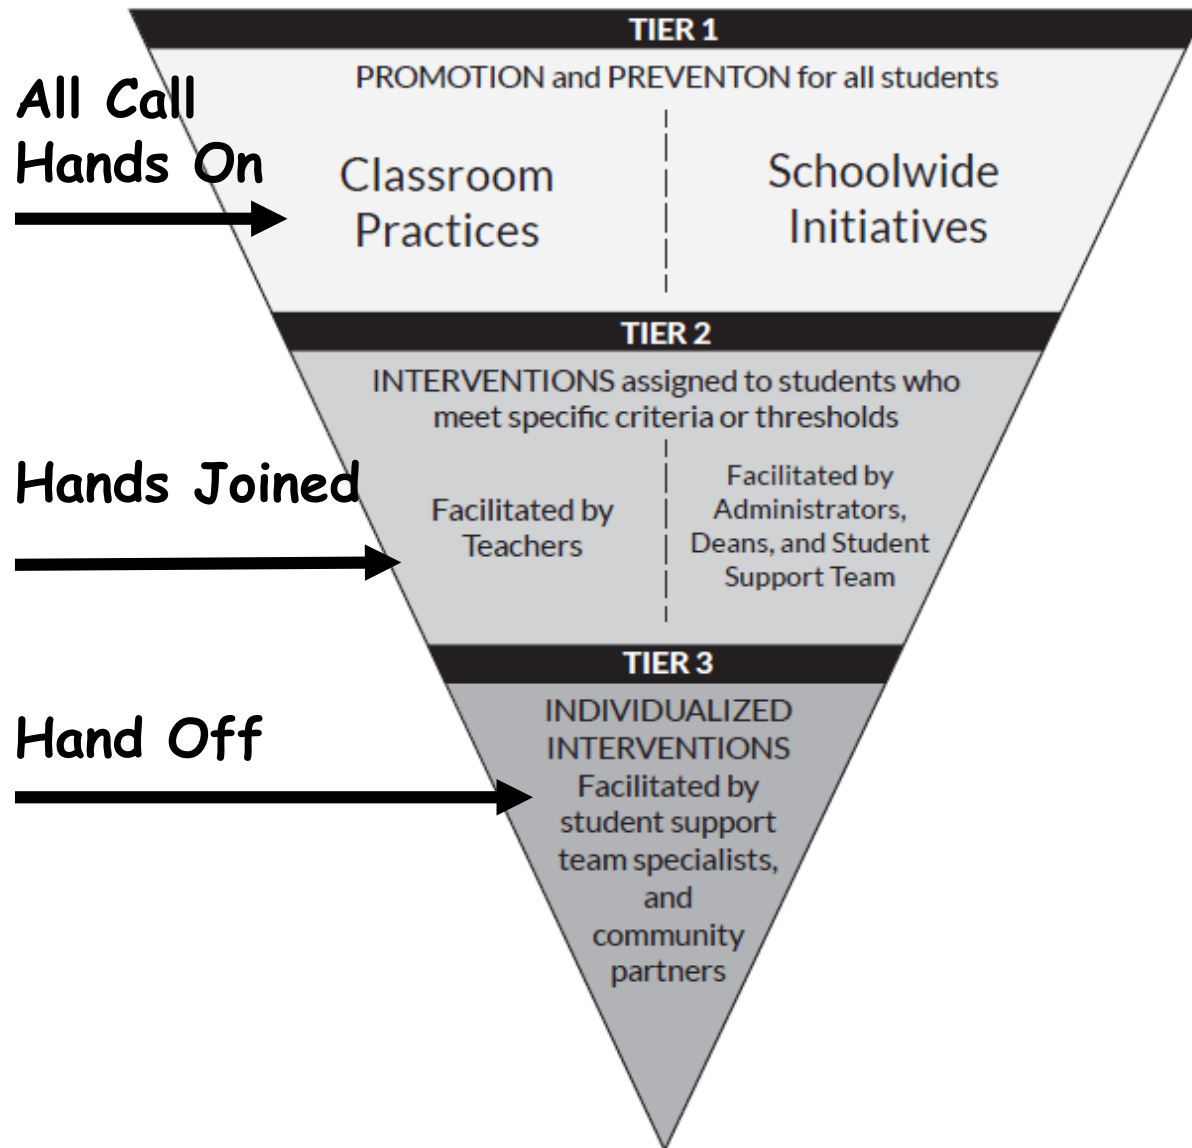 TIER 1
PROMOTION and PREVENTON for all students
All Call
Hands On
Classroom
Practices
Schoolwide
Initiatives
TIER 2
INTERVENTIONS assigned to students who
meet specific criteria or thresholds
Hands Joined
Facilitated by
Teachers
Facilitated by
Administrators,
Deans, and Student
Support Team
TIER 3
Hand Off
INDIVIDUALIZED
INTERVENTIONS
Facilitated by
student support
team specialists,
and
community
partners